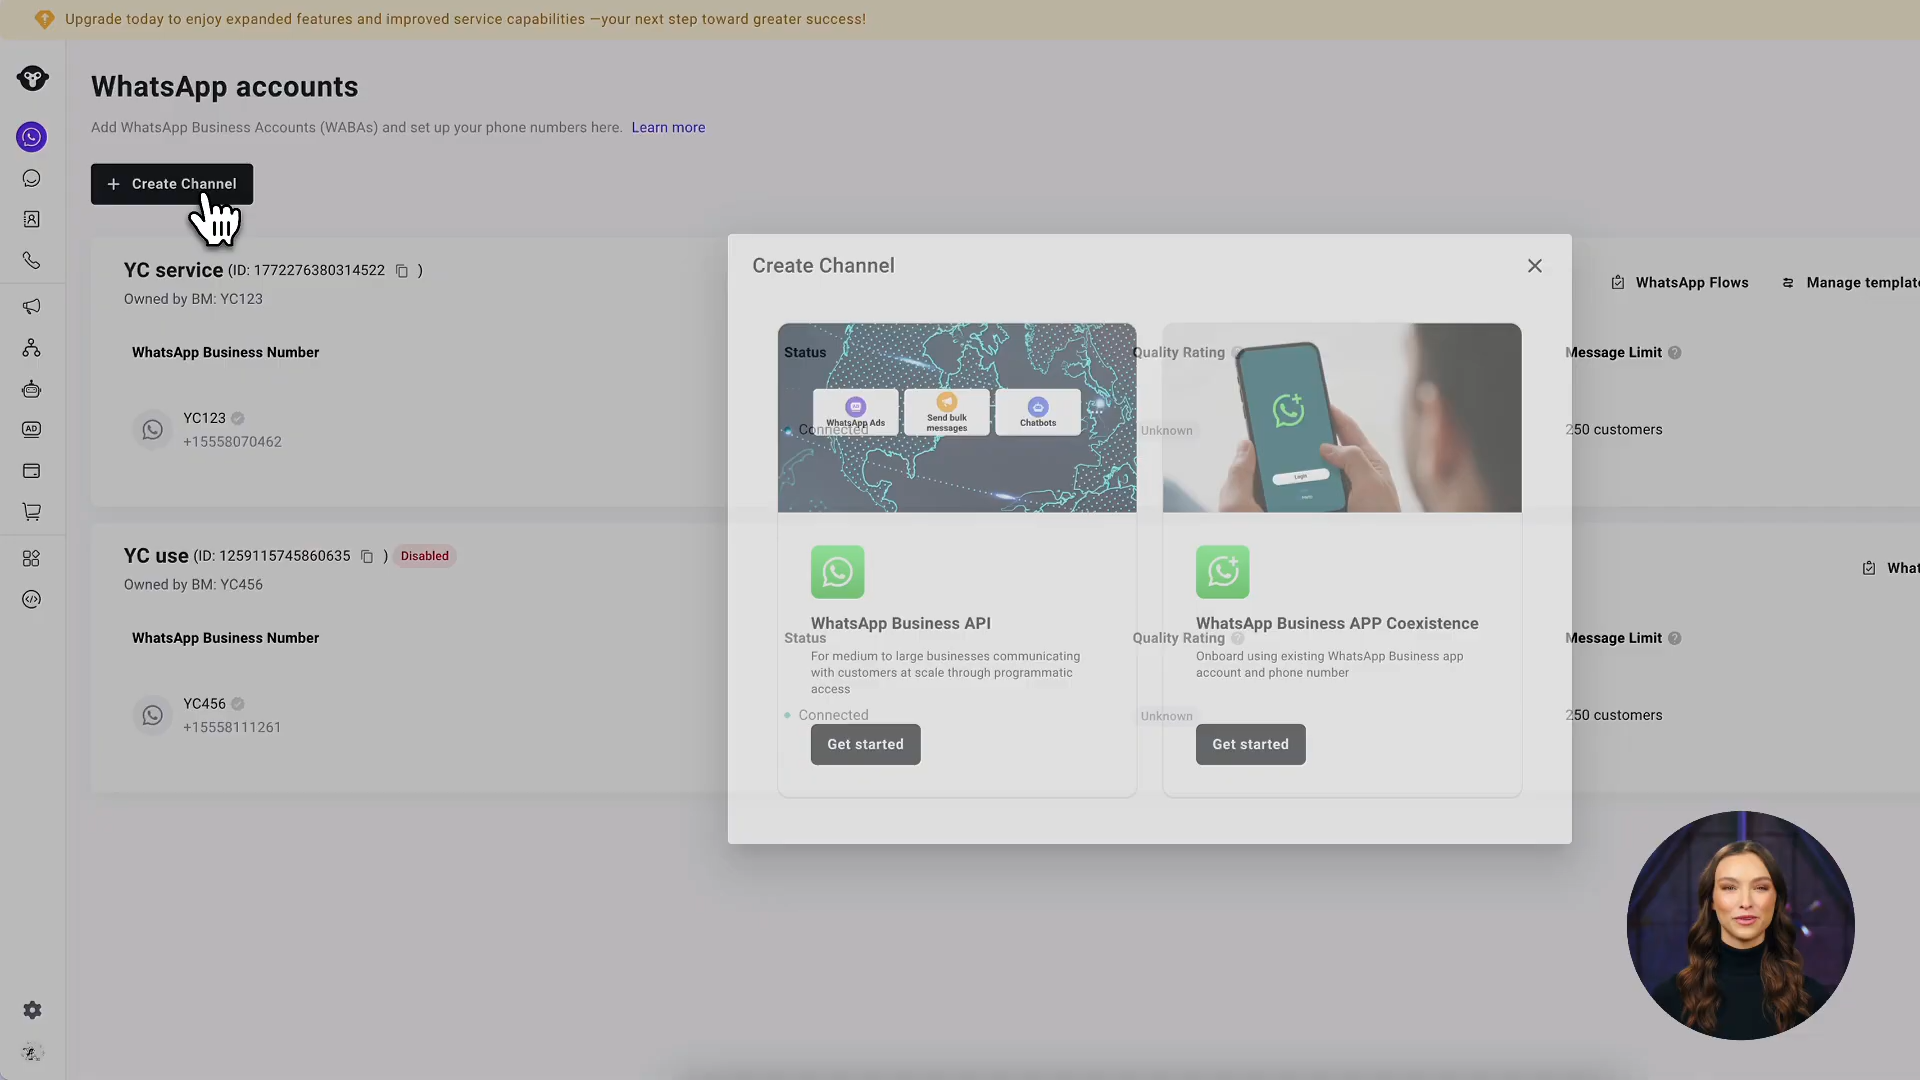 Upgrade today to enjoy expanded features and improved service capabilities —your next step toward greater success!
WhatsApp accounts
Add WhatsApp Business Accounts (WABAs) and set up your phone numbers here. Learn more
+ Create Channel
YC service (ID: 1772276380314522 )
Owned by BM: YC123
WhatsApp Flows
Manage template
WhatsApp Business Number
Status
Quality Rating
Message Limit
YC123
+15558070462
Connected
Unknown
250 customers
YC use (ID: 1259115745860635 ) Disabled
Owned by BM: YC456
What
WhatsApp Business Number
Status
Quality Rating
Message Limit
YC456
+15558111261
Connected
Unknown
250 customers
Create Channel
WhatsApp Ads
Send bulk
messages
Chatbots
Login
WhatsApp Business API
For medium to large businesses communicating
with customers at scale through programmatic
access
Get started
WhatsApp Business APP Coexistence
Onboard using existing WhatsApp Business app
account and phone number
Get started
AD